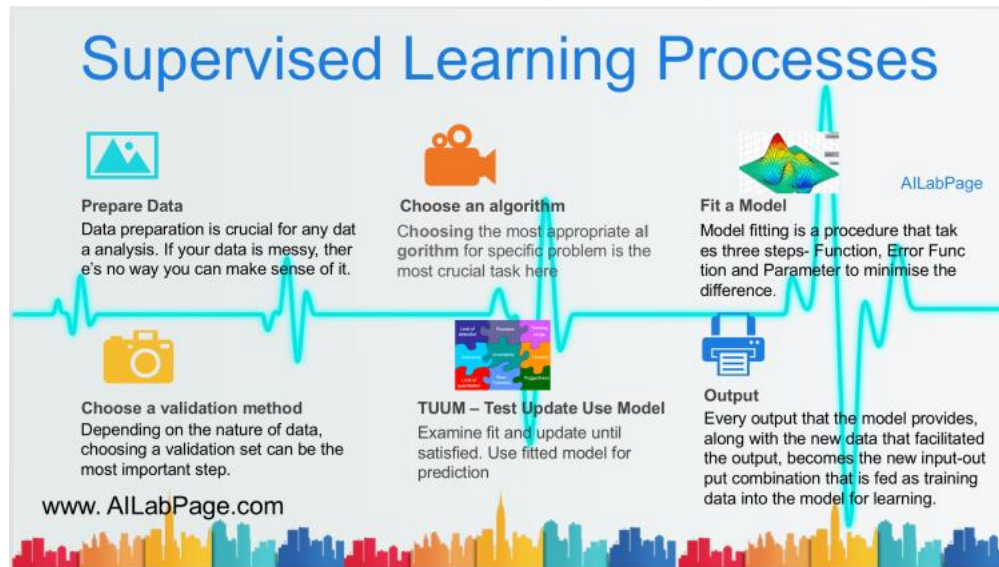 Supervised Learning Processes
AILabPage
Prepare Data
Data preparation is crucial for any dat
a analysis. If your data is messy, ther
e's no way you can make sense of it.
Choose an algorithm
Choosing the most appropriate al
gorithm for specific problem is the
most crucial task here
Fit a Model
Model fitting is a procedure that tak
es three steps- Function, Error Func
tion and Parameter to minimise the
difference.
Choose a validation method
Depending on the nature of data,
choosing a validation set can be the
most important step.
Limit of
detection
Selectivity
Limit of
quantitation
TUUM – Test Update Use Model
Examine fit and update until
satisfied. Use fitted model for
prediction
Output
Every output that the model provides,
along with the new data that facilitated
the output, becomes the new input-out
put combination that is fed as training
data into the model for learning.
www. AILabPage.com